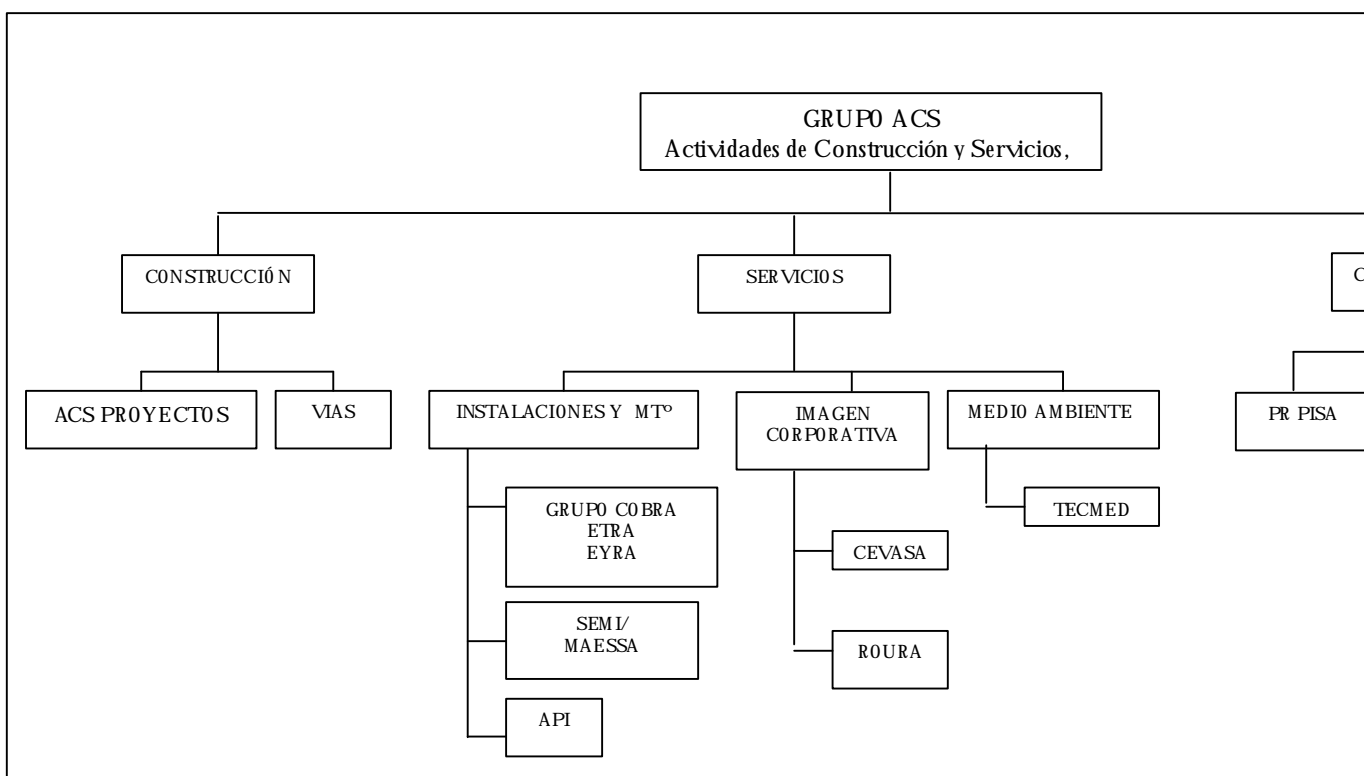 GRUPO ACS
Actividades de Construcción y Servicios,
CONSTRUCCIÓN
SERVICIOS
C
ACS PROYECTOS
VIAS
INSTALACIONES Y MTº
IMAGEN
CORPORATIVA
MEDIO AMBIENTE
PR PISA
GRUPO COBRA
ETRA
EYRA
TECMED
CEVASA
SEMI/
MAESSA
ROURA
API